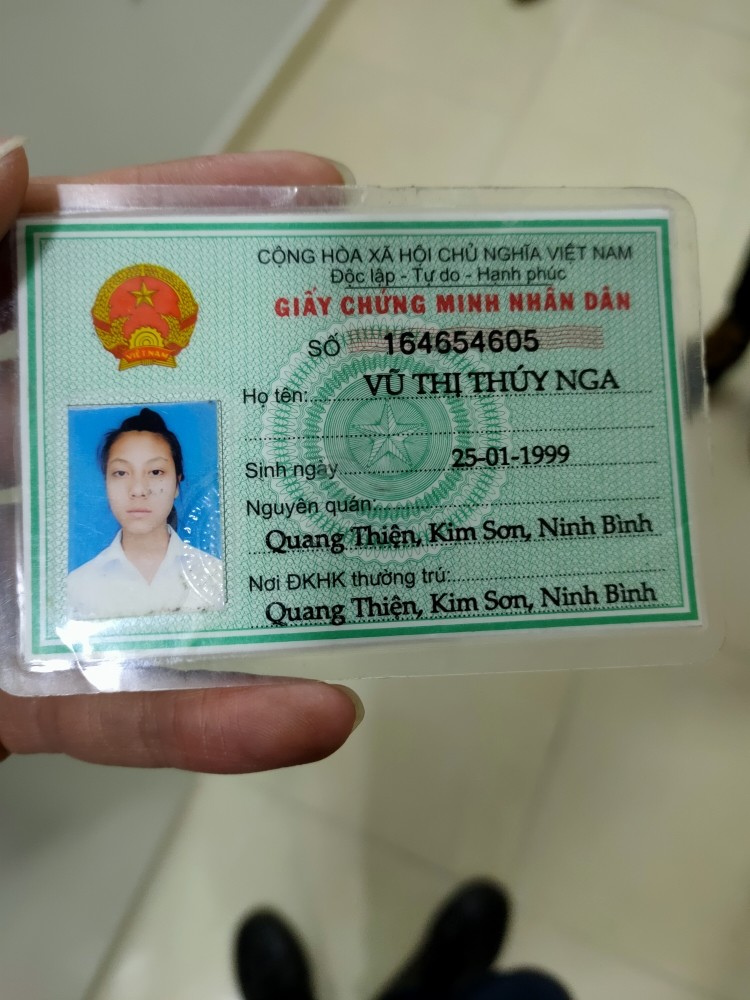 CỘNG HÒA XÃ HỘI CHỦ NGHĨA VIỆT NAM
Độc lập - Tự do - Hạnh phúc
GIẤY CHỨNG MINH NHÂN DÂN
SỐ 164654605
Họ tên: VŨ THỊ THÚY NGA
Sinh ngày 25-01-1999
Nguyên quán:
Quang Thiện, Kim Sơn, Ninh Bình
Nơi ĐKHK thường trú:
Quang Thiện, Kim Sơn, Ninh Bình
VIỆT NAM